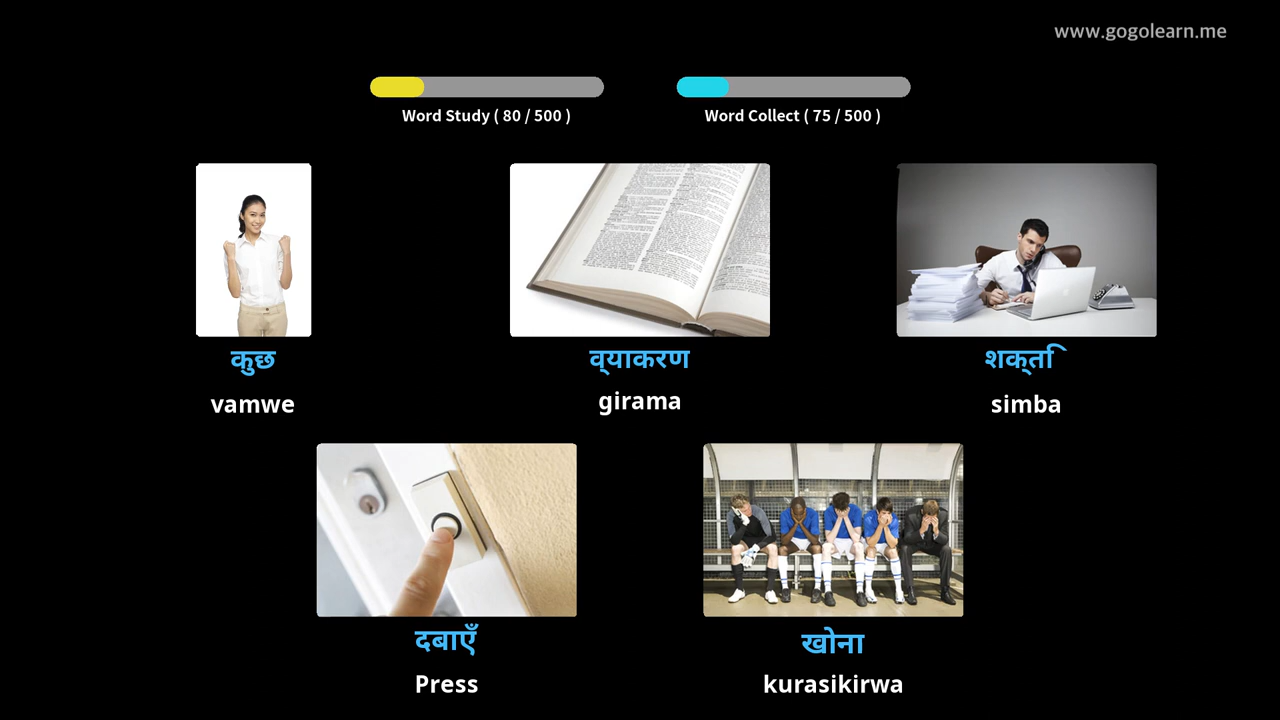 www.gogolearn.me
Word Study ( 80 / 500 )
Word Collect ( 75 / 500 )
कुछ
vamwe
व्याकरण
girama
शक्ति
simba
दबाएँ
Press
खोना
kurasikirwa